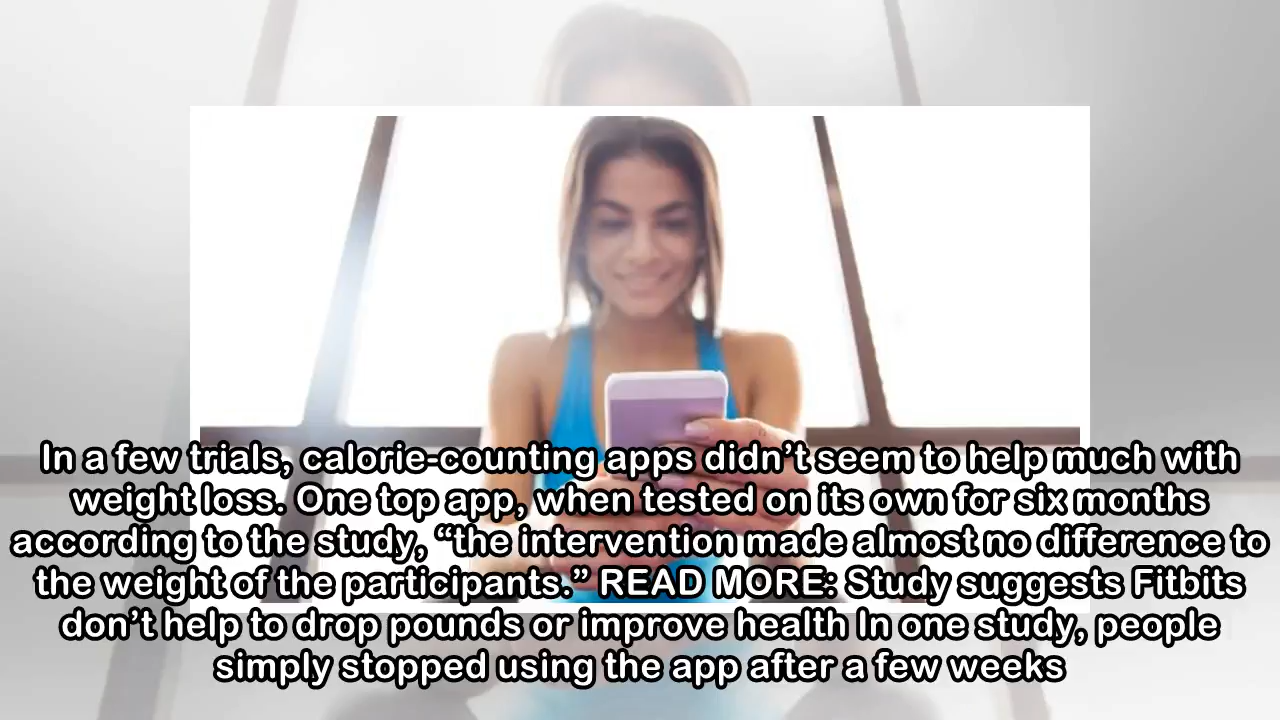 In a few trials, calorie-counting apps didn’t seem to help much with
weight loss. One top app, when tested on its own for six months
according to the study, “the intervention made almost no difference to
the weight of the participants.” READ MORE: Study suggests Fitbits
don’t help to drop pounds or improve health In one study, people
simply stopped using the app after a few weeks